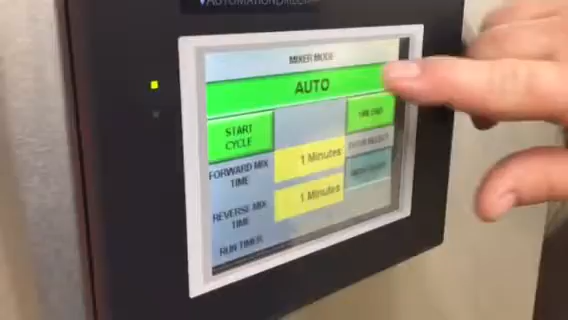 AUTOMATIONDIRECT
MIXER MODE
AUTO
START
CYCLE
FORWARD MIX
TIME
1 Minutes
REVERSE MIX
TIME
1 Minutes
RUN TIMER